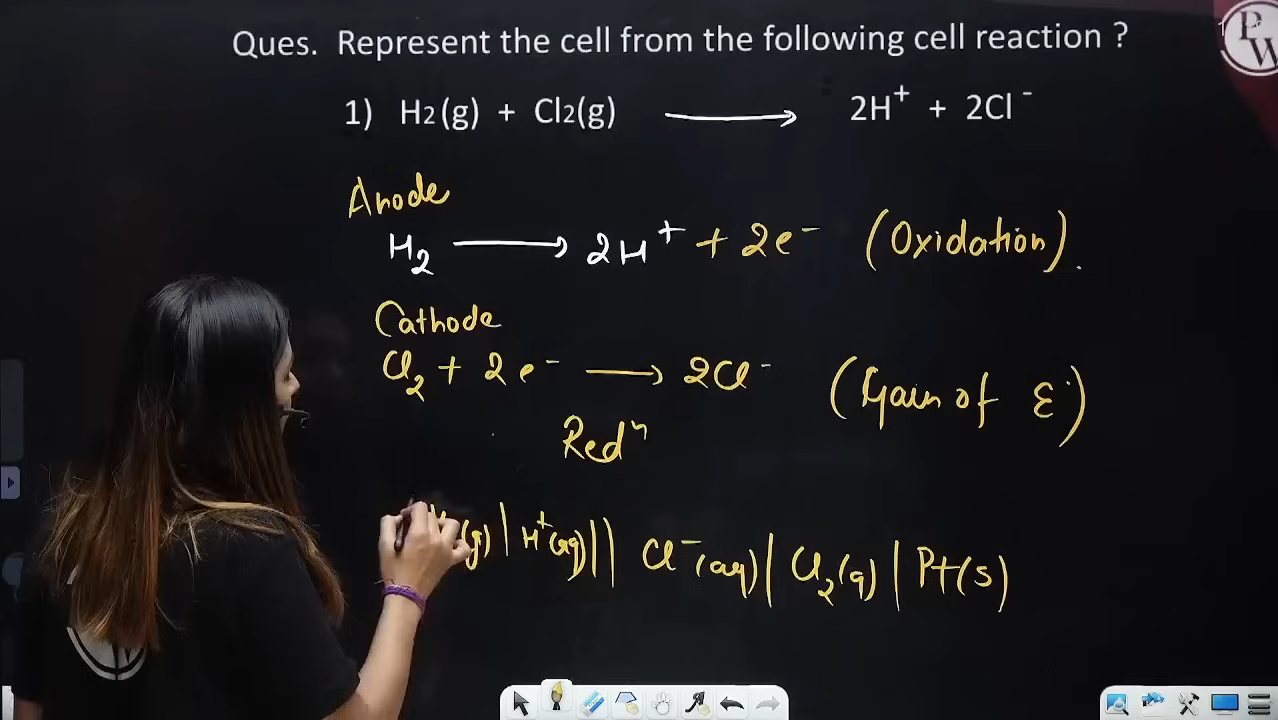 Ques. Represent the cell from the following cell reaction ?
1) H2(g) + Cl2(g) ⟶ 2H⁺ + 2Cl⁻
Anode
H₂ ⟶ 2H⁺ + 2e⁻ (Oxidation).
Cathode
Cl₂ + 2e⁻ ⟶ 2Cl⁻ (Gain of ē)
Redⁿ
(g) | H⁺(aq) || Cl⁻(aq) | Cl₂(g) | Pt(s)
PW